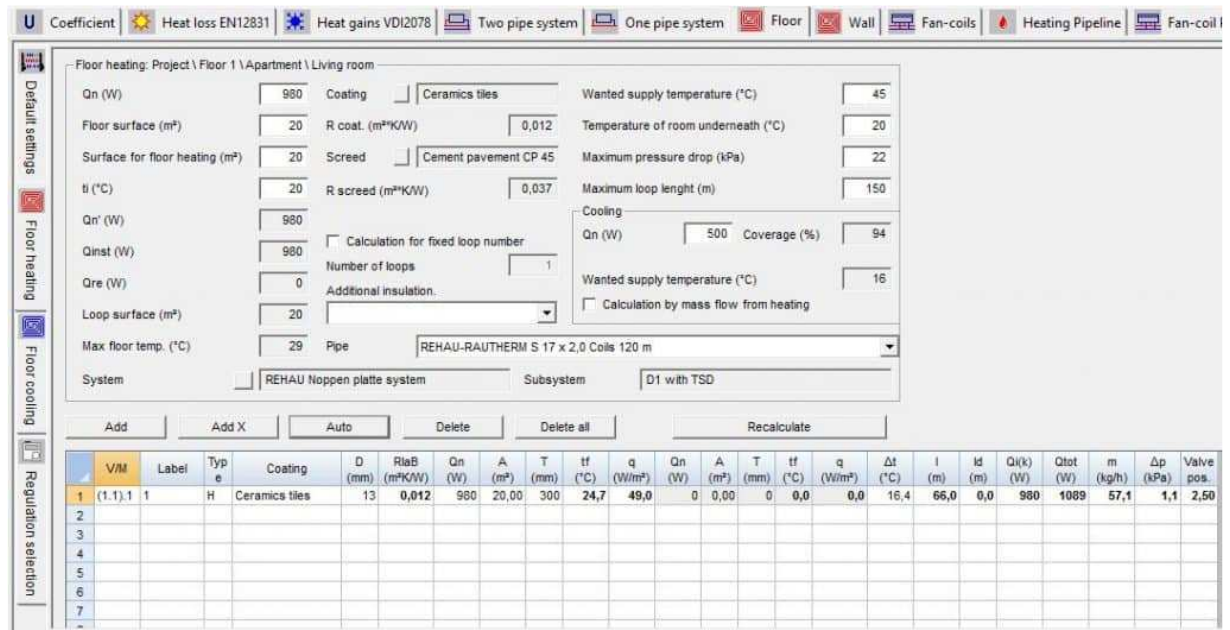 U Coefficient Heat loss EN12831 Heat gains VDI2078 Two pipe system One pipe system Floor Wall Fan-coils Heating Pipeline Fan-coil
Default settings
Floor heating
Floor cooling
Regulation selection
Floor heating: Project \ Floor 1 \ Apartment \ Living room
Qn (W) 980 Coating Ceramics tiles Wanted supply temperature (°C) 45
Floor surface (m²) 20 R coat. (m²*K/W) 0,012 Temperature of room underneath (°C) 20
Surface for floor heating (m²) 20 Screed Cement pavement CP 45 Maximum pressure drop (kPa) 22
ti (°C) 20 R screed (m²*K/W) 0,037 Maximum loop lenght (m) 150
Qn' (W) 980 Cooling
Qinst (W) 980 Calculation for fixed loop number Qn (W) 500 Coverage (%) 94
Qre (W) 0 Number of loops 1 Wanted supply temperature (°C) 16
Loop surface (m²) 20 Additional insulation. Calculation by mass flow from heating
Max floor temp. (°C) 29 Pipe REHAU-RAUTHERM S 17 x 2,0 Coils 120 m
System REHAU Noppen platte system Subsystem D1 with TSD
Add Add X Auto Delete Delete all Recalculate
V/M Label Type Coating D (mm) RlaB (m²K/W) Qn (W) A (m²) T (mm) tf (°C) q (W/m²) Qn (W) A (m²) T (mm) tf (°C) q (W/m²) Δt (°C) l (m) ld (m) Qi(k) (W) Qtot (W) m (kg/h) Δp (kPa) Valve pos.
1 (1.1).1 1 H Ceramics tiles 13 0,012 980 20,00 300 24,7 49,0 0 0,00 0 0,0 0,0 16,4 66,0 0,0 980 1089 57,1 1,1 2,50
2
3
4
5
6
7